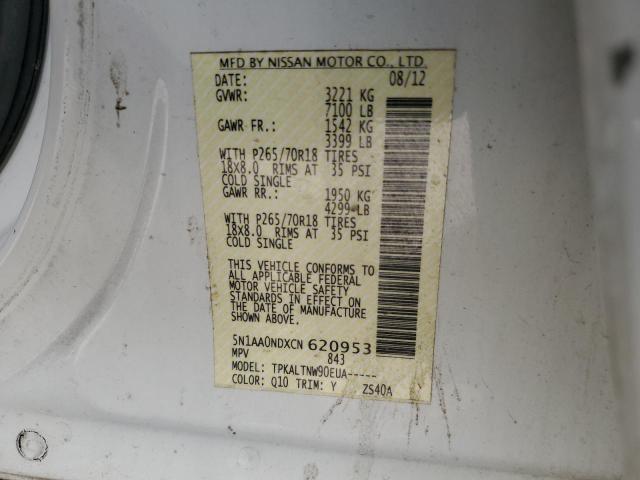 MFD BY NISSAN MOTOR CO., LTD.
DATE: 08/12
GVWR: 3221 KG
7100 LB
GAWR FR.: 1542 KG
3399 LB
WITH P265/70R18 TIRES
18X8.0 RIMS AT 35 PSI
COLD SINGLE
GAWR RR.: 1950 KG
4299 LB
WITH P265/70R18 TIRES
18X8.0 RIMS AT 35 PSI
COLD SINGLE
THIS VEHICLE CONFORMS TO
ALL APPLICABLE FEDERAL
MOTOR VEHICLE SAFETY
STANDARDS IN EFFECT ON
THE DATE OF MANUFACTURE
SHOWN ABOVE.
5N1AA0NDXCN 620953
MPV 843
MODEL: TPKALTNW90EUA-----
COLOR: Q10 TRIM: Y ZS40A